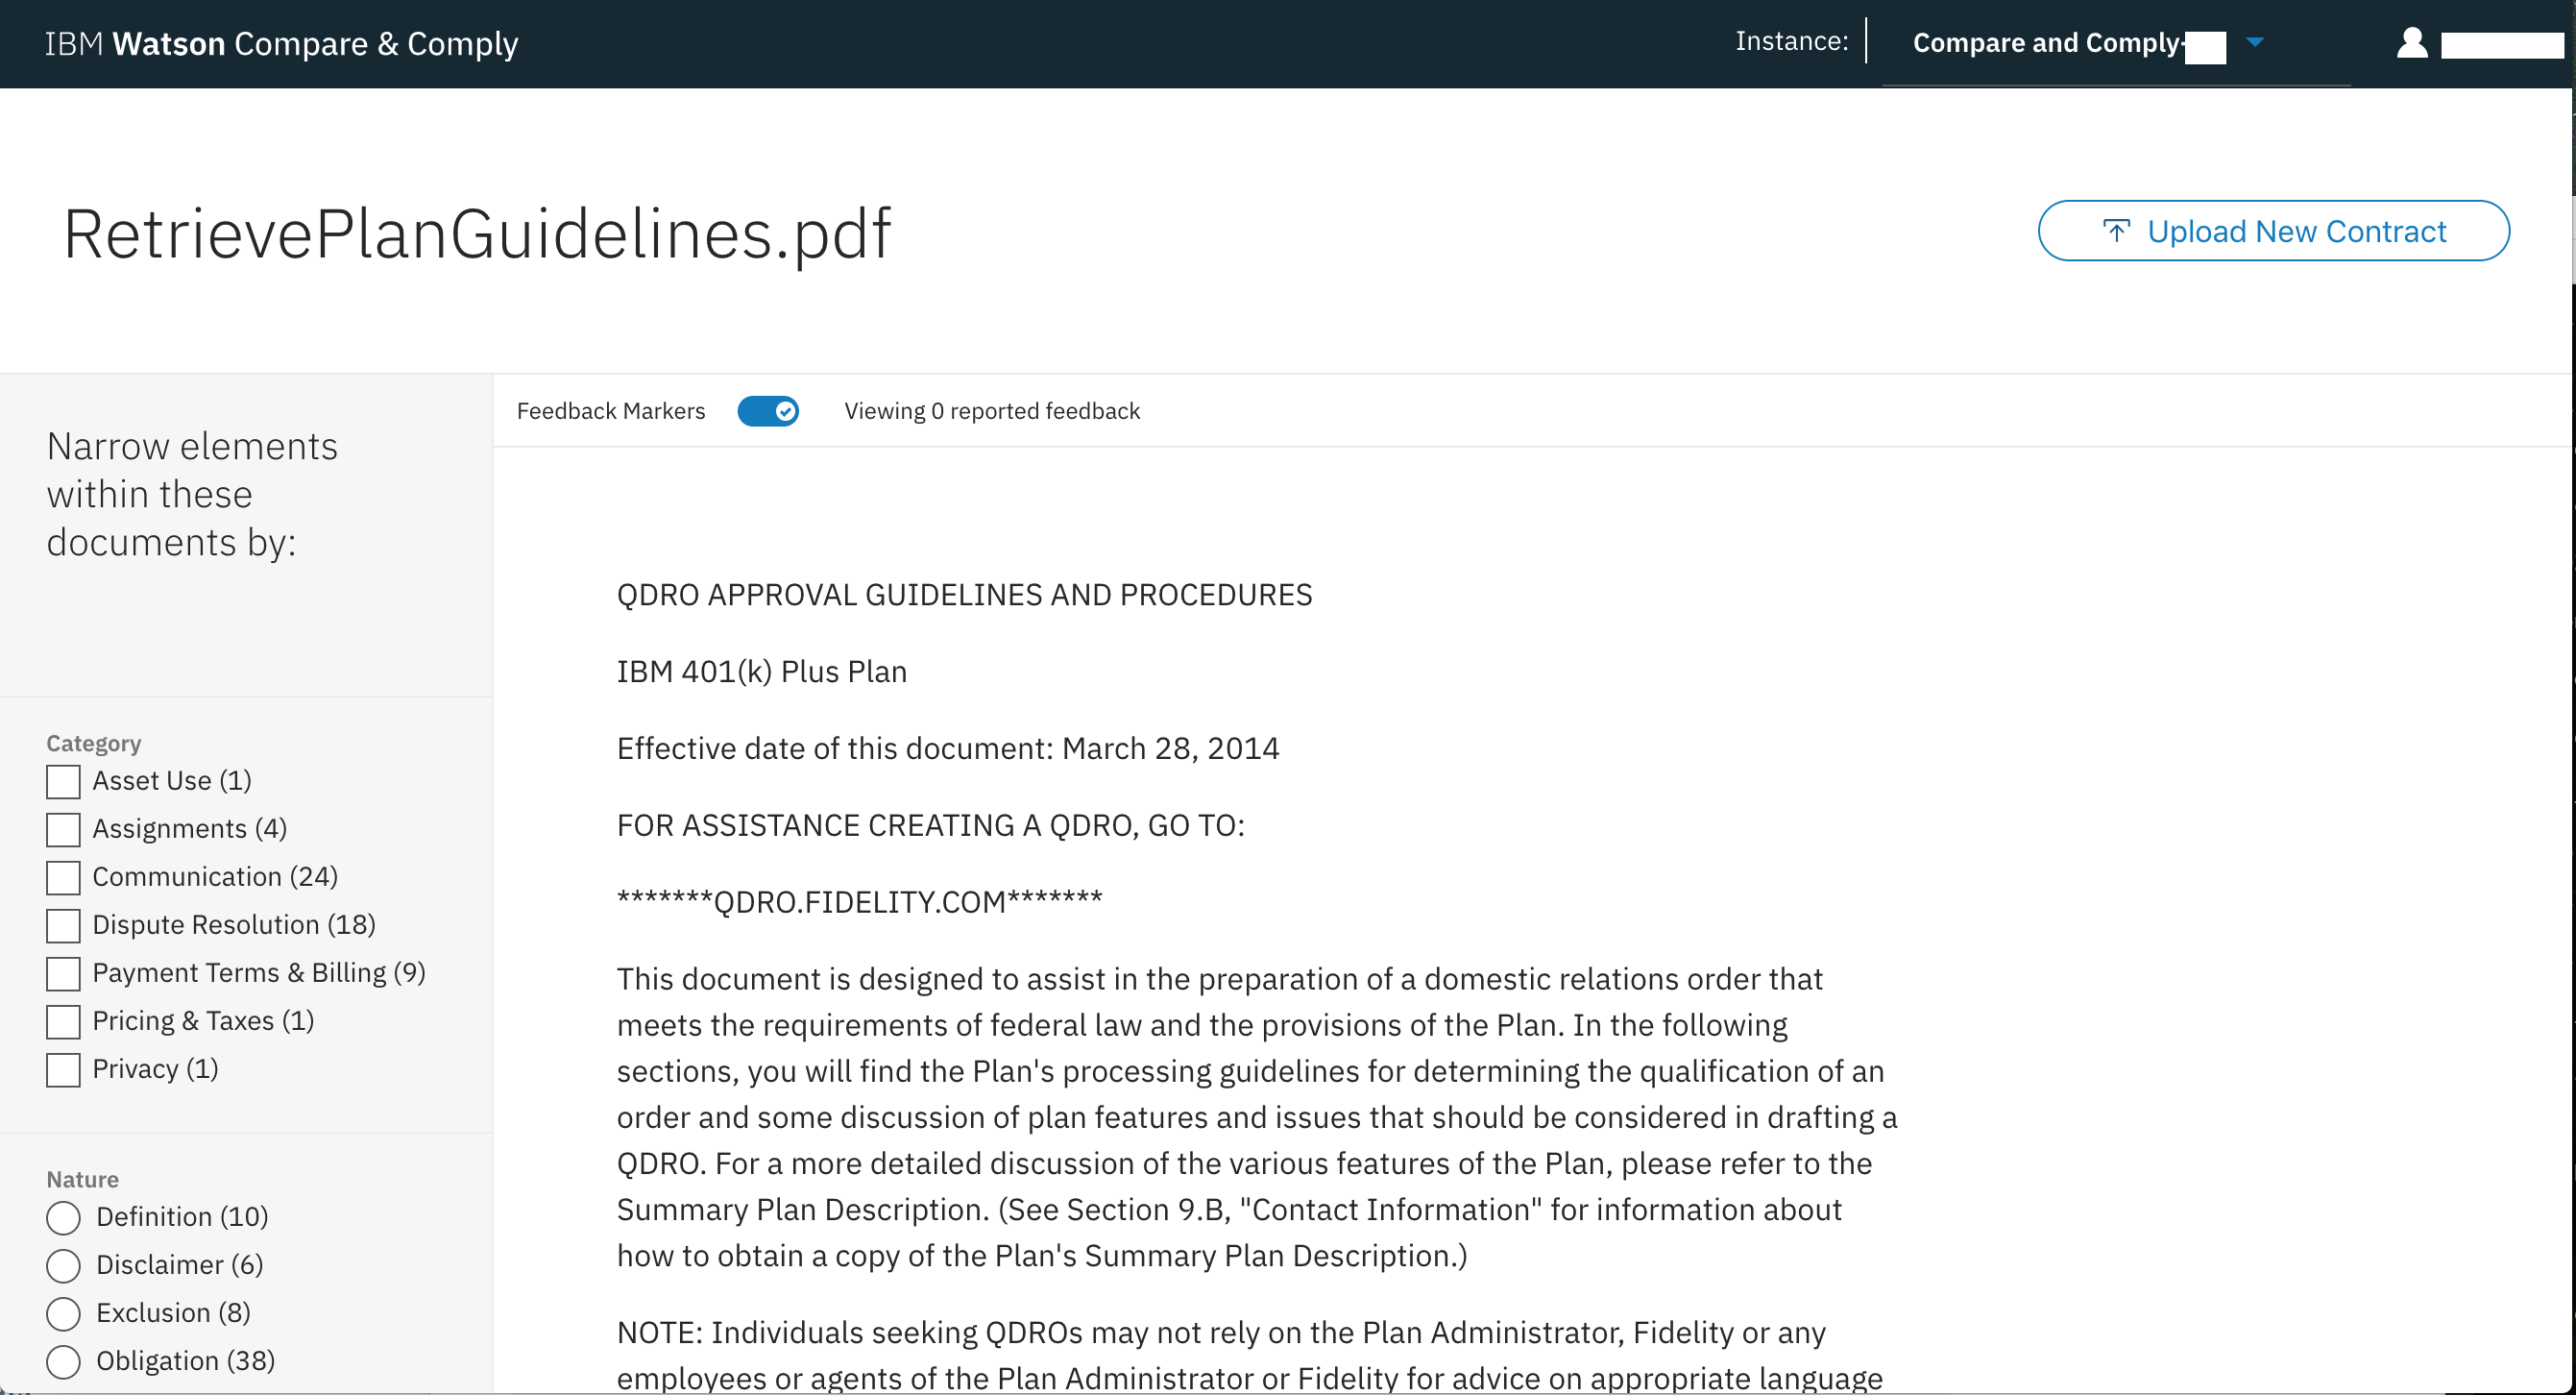 IBM Watson Compare & Comply
Instance:
Compare and Comply-
RetrievePlanGuidelines.pdf
Upload New Contract
Narrow elements
within these
documents by:
Category
Asset Use (1)
Assignments (4)
Communication (24)
Dispute Resolution (18)
Payment Terms & Billing (9)
Pricing & Taxes (1)
Privacy (1)
Nature
Definition (10)
Disclaimer (6)
Exclusion (8)
Obligation (38)
Feedback Markers
Viewing 0 reported feedback
QDRO APPROVAL GUIDELINES AND PROCEDURES
IBM 401(k) Plus Plan
Effective date of this document: March 28, 2014
FOR ASSISTANCE CREATING A QDRO, GO TO:
*******QDRO.FIDELITY.COM*******
This document is designed to assist in the preparation of a domestic relations order that
meets the requirements of federal law and the provisions of the Plan. In the following
sections, you will find the Plan's processing guidelines for determining the qualification of an
order and some discussion of plan features and issues that should be considered in drafting a
QDRO. For a more detailed discussion of the various features of the Plan, please refer to the
Summary Plan Description. (See Section 9.B, "Contact Information" for information about
how to obtain a copy of the Plan's Summary Plan Description.)
NOTE: Individuals seeking QDROs may not rely on the Plan Administrator, Fidelity or any
employees or agents of the Plan Administrator or Fidelity for advice on appropriate language